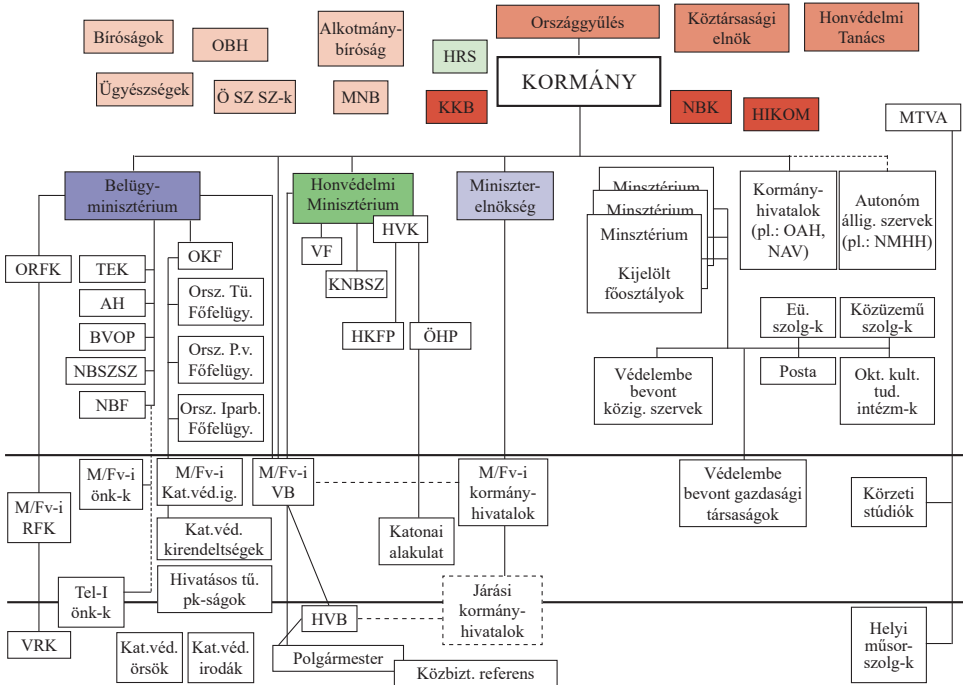 Bíróságok
OBH
Alkotmány-
bíróság
Országgyűlés
Köztársasági
elnök
Honvédelmi
Tanács
HRS
Ügyészségek
Ö SZ SZ-k
MNB
KKB
KORMÁNY
NBK
HIKOM
MTVA
Belügy-
minisztérium
Honvédelmi
Minisztérium
Miniszter-
elnökség
Minsztérium
Minsztérium
Minsztérium
Kijelölt
főosztályok
Kormány-
hivatalok
(pl.: OAH,
NAV)
Autonóm
állig. szervek
(pl.: NMHH)
HVK
VF
KNBSZ
HKFP
ÖHP
ORFK
TEK
AH
BVOP
NBSZSZ
NBF
OKF
Orsz. Tü.
Főfelügy.
Orsz. P.v.
Főfelügy.
Orsz. Iparb.
Főfelügy.
Eü.
szolg-k
Közüzemű
szolg-k
Védelembe
bevont
közig. szervek
Posta
Okt. kult.
tud.
intézm-k
M/Fv-i
önk-k
M/Fv-i
Kat.véd.ig.
M/Fv-i
VB
M/Fv-i
kormány-
hivatalok
Védelembe
bevont gazdasági
társaságok
Körzeti
stúdiók
M/Fv-i
RFK
Kat.véd.
kirendeltségek
Katonai
alakulat
Tel-I
önk-k
Hivatásos tű.
pk-ságok
Járási
kormány-
hivatalok
HVB
VRK
Kat.véd.
örsök
Kat.véd.
irodák
Polgármester
Közbizt. referens
Helyi
műsor-
szolg-k